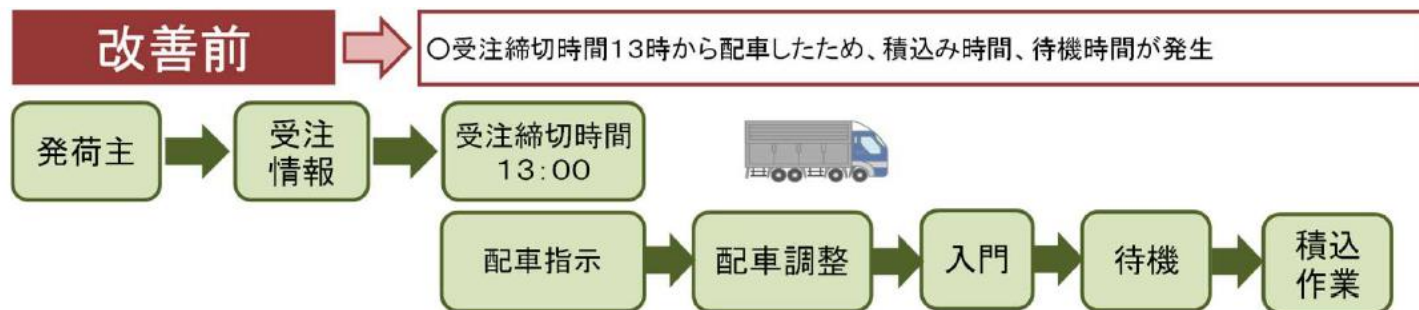 改善前
○受注締切時間13時から配車したため、積込み時間、待機時間が発生
発荷主
受注
情報
受注締切時間
13:00
配車指示
配車調整
入門
待機
積込
作業